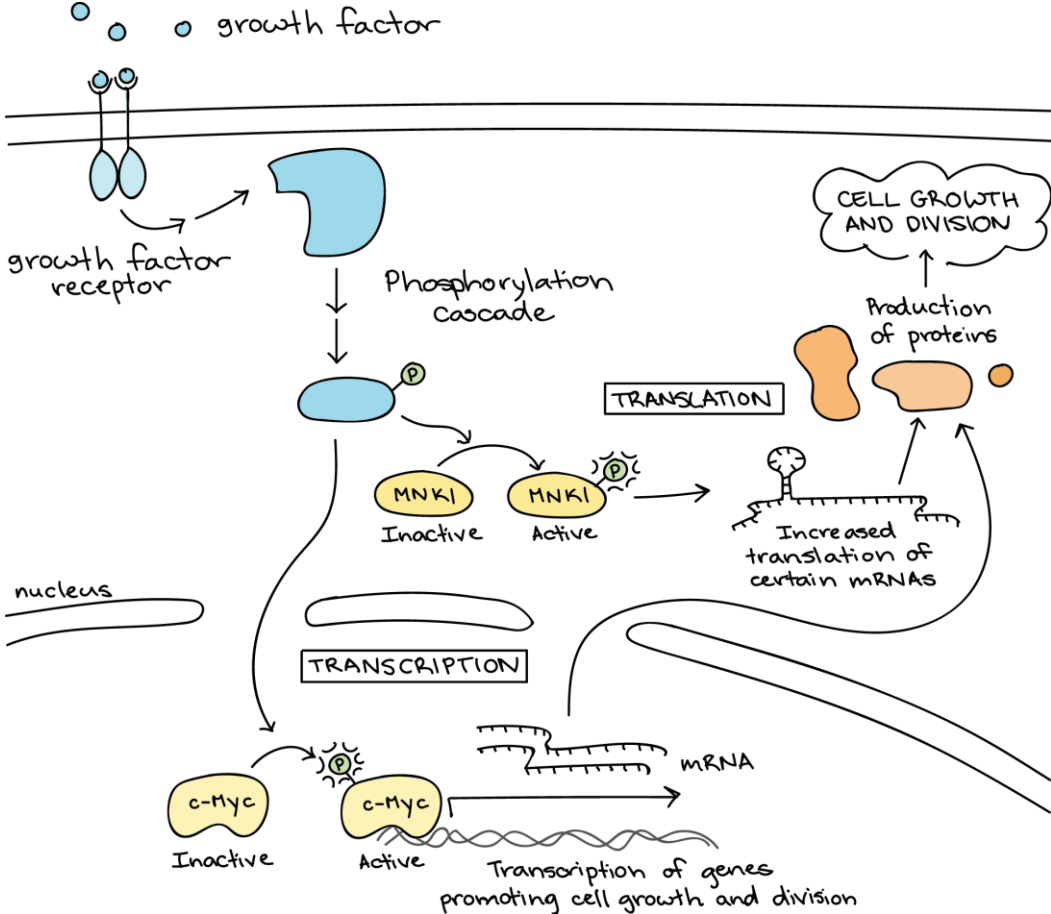 growth factor
growth factor
receptor
Phosphorylation
cascade
CELL GROWTH
AND DIVISION
Production
of proteins
P
TRANSLATION
P
MNK1
MNK1
Inactive
Active
Increased
translation of
certain mRNAs
nucleus
TRANSCRIPTION
mRNA
P
c-Myc
c-Myc
Inactive
Active
Transcription of genes
promoting cell growth and division